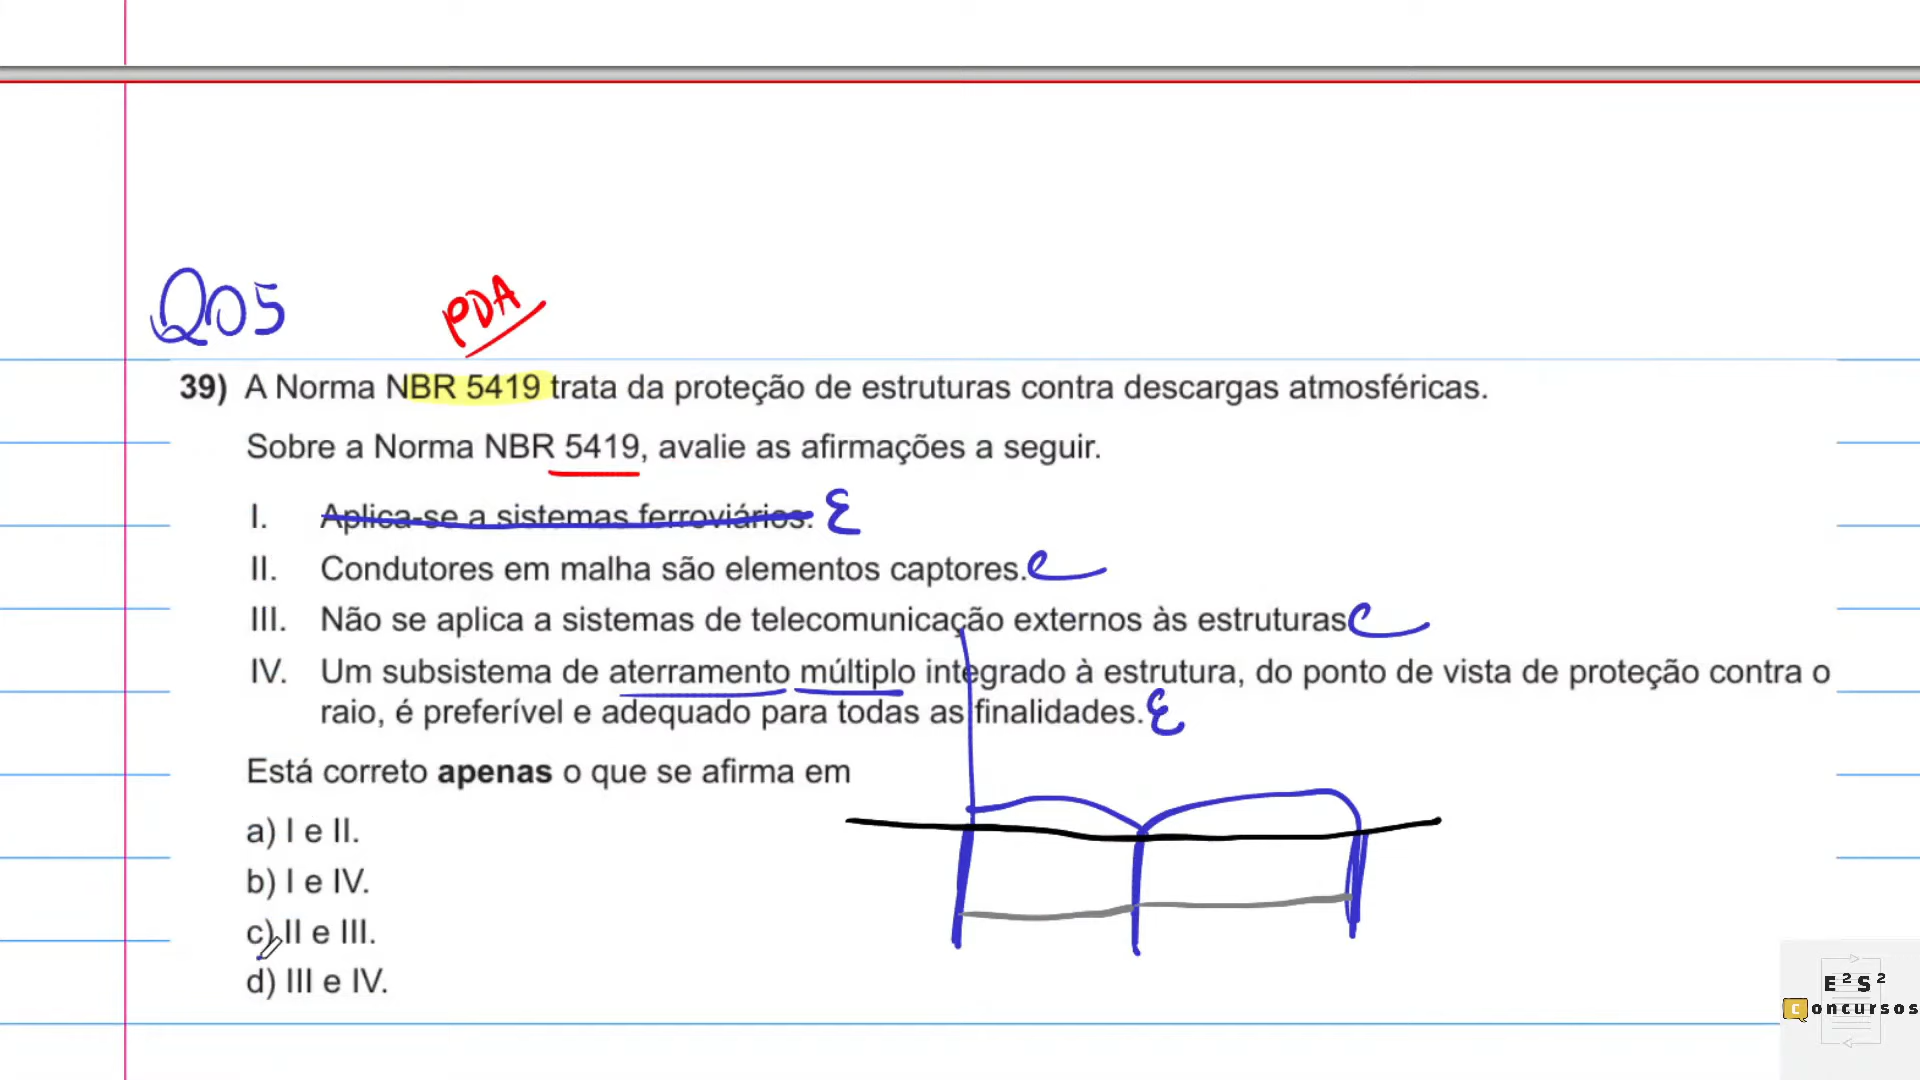 Q05
PDA
39) A Norma NBR 5419 trata da proteção de estruturas contra descargas atmosféricas.
Sobre a Norma NBR 5419, avalie as afirmações a seguir.
I. Aplica-se a sistemas ferroviários. E
II. Condutores em malha são elementos captores. C
III. Não se aplica a sistemas de telecomunicação externos às estruturas C
IV. Um subsistema de aterramento múltiplo integrado à estrutura, do ponto de vista de proteção contra o
raio, é preferível e adequado para todas as finalidades. E
Está correto apenas o que se afirma em
a) I e II.
b) I e IV.
c) II e III.
d) III e IV.
E²S²
Concursos